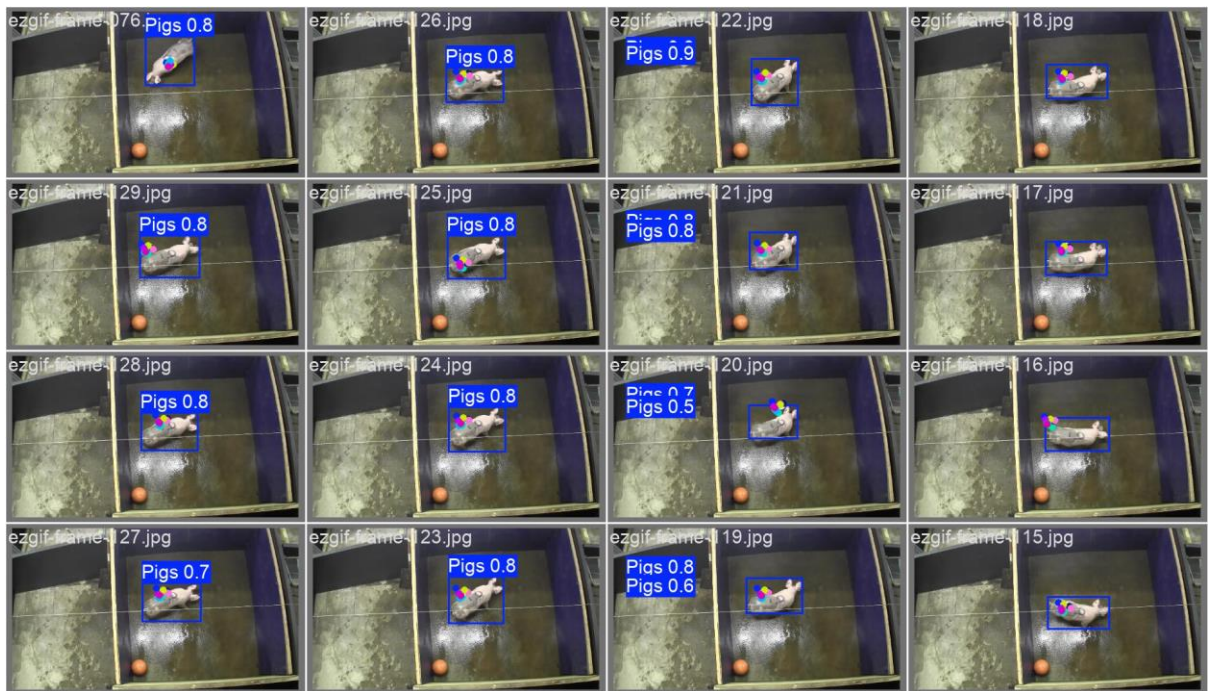 ezgif-frame-076.j
Pigs 0.8
ezgif-frame-126.jpg
Pigs 0.8
ezgif-frame-122.jpg
Pigs 0.9
ezgif-frame-118.jpg
ezgif-frame-129.jpg
Pigs 0.8
ezgif-frame-125.jpg
Pigs 0.8
ezgif-frame-121.jpg
Pigs 0.8
Pigs 0.8
ezgif-frame-117.jpg
ezgif-frame-128.jpg
Pigs 0.8
ezgif-frame-124.jpg
Pigs 0.8
ezgif-frame-120.jpg
Pigs 0.7
Pigs 0.5
ezgif-frame-116.jpg
ezgif-frame-127.jpg
Pigs 0.7
ezgif-frame-123.jpg
Pigs 0.8
ezgif-frame-119.jpg
Pigs 0.8
Pigs 0.6
ezgif-frame-115.jpg